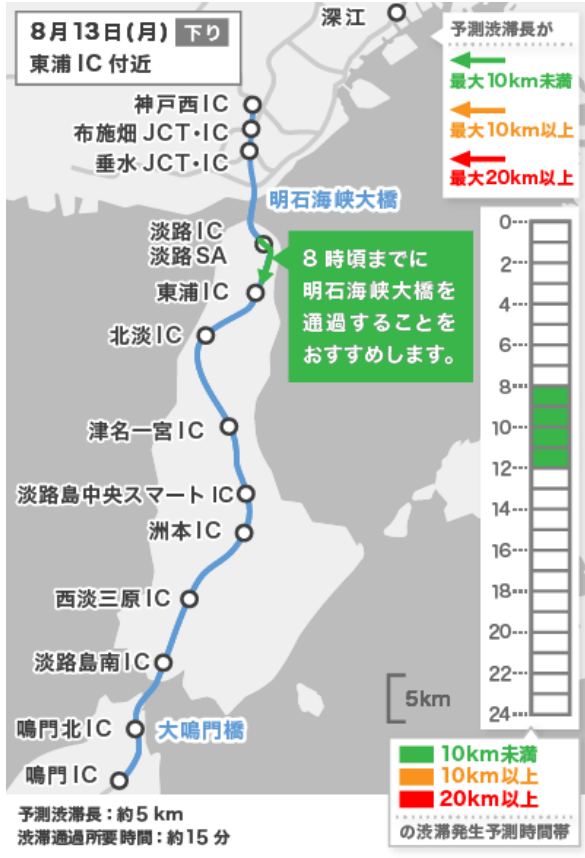 8月13日(月) 下り
東浦IC付近
深江
予測渋滞長が
最大10km未満
最大10km以上
最大20km以上
神戸西IC
布施畑JCT・IC
垂水JCT・IC
明石海峡大橋
淡路IC
淡路SA
東浦IC
8時頃までに
明石海峡大橋を
通過することを
おすすめします。
北淡IC
津名一宮IC
淡路島中央スマートIC
洲本IC
西淡三原IC
淡路島南IC
鳴門北IC
大鳴門橋
鳴門IC
5km
0
2
4
6
8
10
12
14
16
18
20
22
24
10km未満
10km以上
20km以上
の渋滞発生予測時間帯
予測渋滞長：約5km
渋滞通過所要時間：約15分